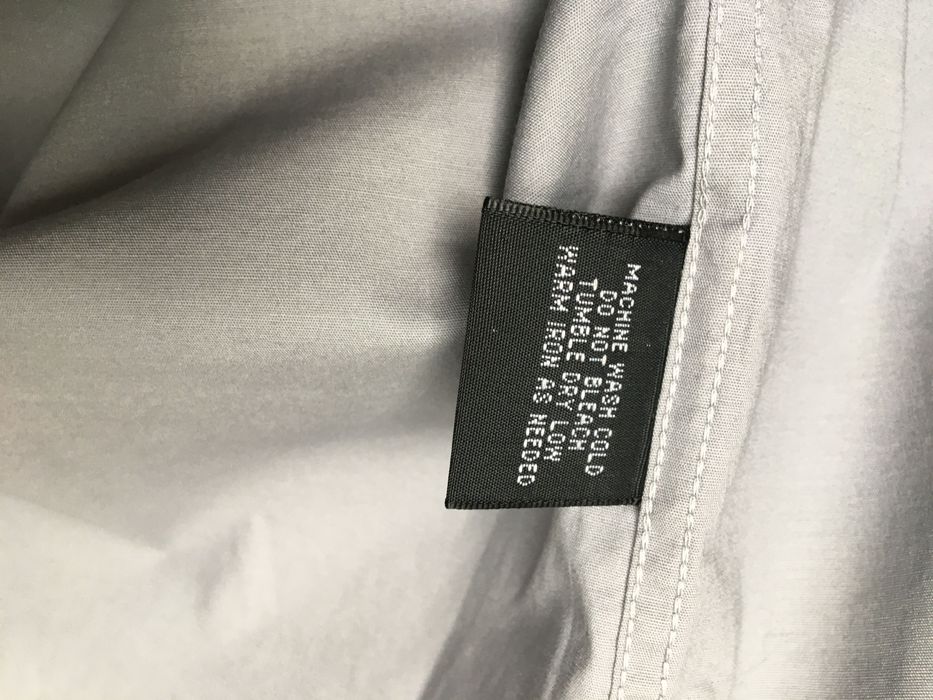 MACHINE WASH COLD
DO NOT BLEACH
TUMBLE DRY LOW
WARM IRON AS NEEDED